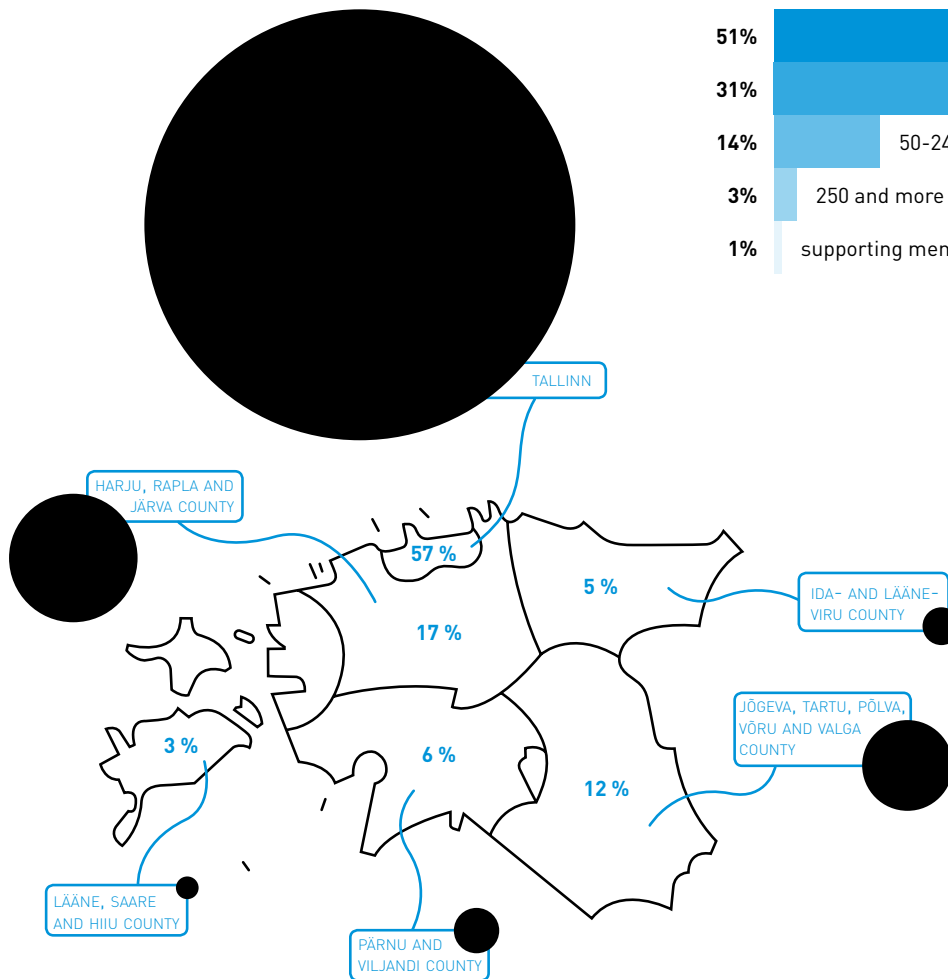 51%
31%
14%
50-24
3%
250 and more
1%
supporting
TALLINN
HARJU, RAPLA AND
JÄRVA COUNTY
57 %
5 %
IDA- AND LÄÄNE-
VIRU COUNTY
17 %
JÕGEVA, TARTU, PÕLVA,
VÕRU AND VALGA
COUNTY
3 %
6 %
12 %
LÄÄNE, SAARE
AND HIIU COUNTY
PÄRNU AND
VILJANDI COUNTY